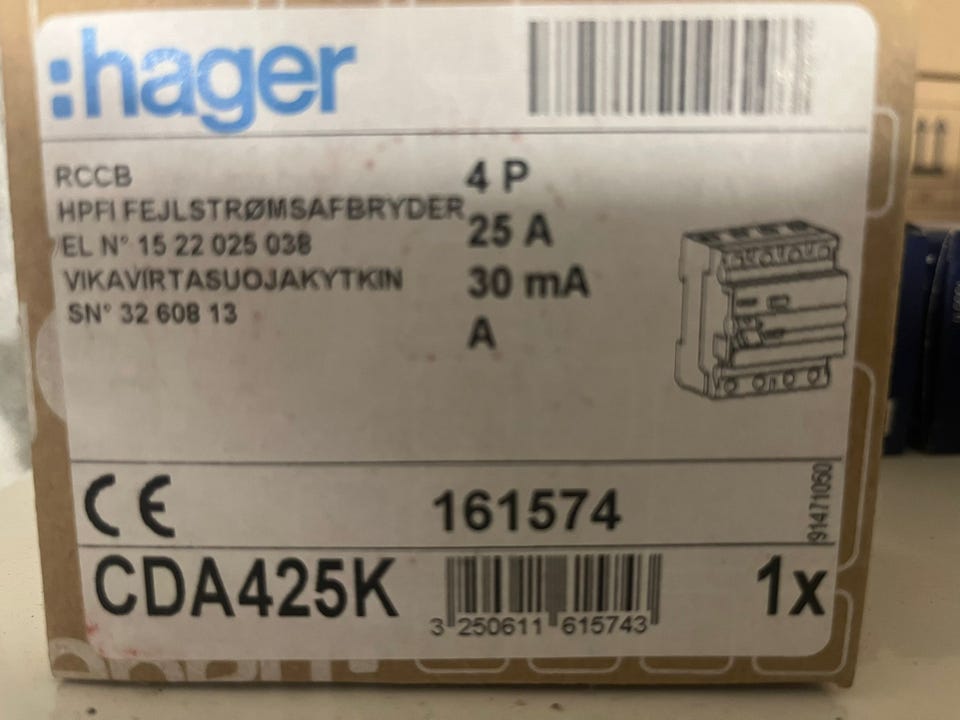 :hager
RCCB
HPFI FEJLSTRØMSAFBRYDER
EL N° 15 22 025 038
VIKAVIRTASUOJAKYTKIN
SN° 32 608 13
4 P
25 A
30 mA
A
CE
161574
91471050
CDA425K
3 250611 615743
1x